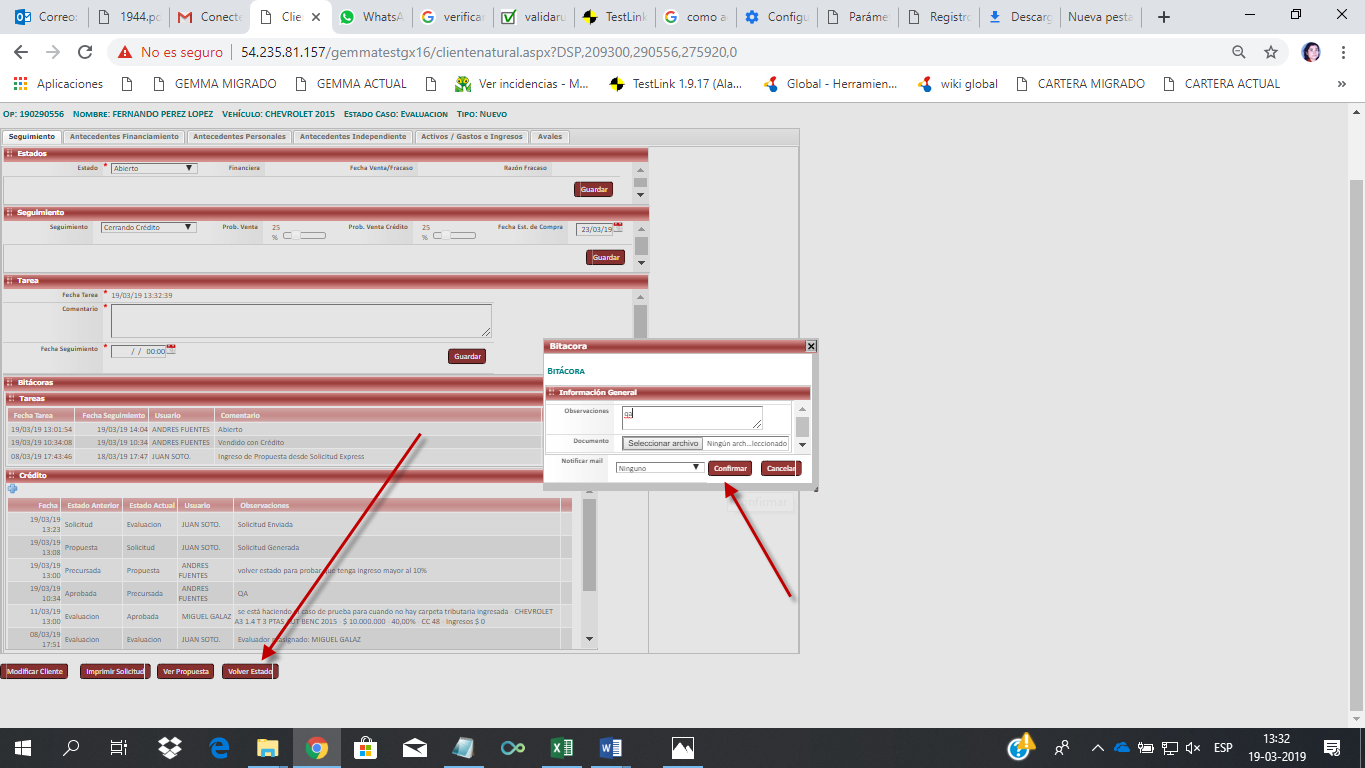 Correo:
1944.pd
Conecte
Clie
WhatsA
verifica
validaru
TestLink
como a
Configu
Paráme
Registro
Descarg
Nueva pesta
No es seguro
54.235.81.157/gemmatestgx16/clientenatural.aspx?DSP,209300,290556,275920,0
Aplicaciones
GEMMA MIGRADO
GEMMA ACTUAL
Ver incidencias - M...
TestLink 1.9.17 (Ala...
Global - Herramien...
wiki global
CARTERA MIGRADO
CARTERA ACTUAL
»
Op: 190290556 Nombre: FERNANDO PEREZ LOPEZ Vehículo: CHEVROLET 2015 Estado Caso: Evaluacion Tipo: Nuevo
Seguimiento
Antecedentes Financiamiento
Antecedentes Personales
Antecedentes Independiente
Activos / Gastos e Ingresos
Avales
Estados
Estado * Abierto Financiera Fecha Venta/Fracaso Razón Fracaso
Guardar
Seguimiento
Seguimiento Cerrando Crédito Prob. Venta 25 % Prob. Venta Crédito 25 % Fecha Est. de Compra 23/03/19
Guardar
Tarea
Fecha Tarea * 19/03/19 13:32:39
Comentario *
Fecha Seguimiento * / / 00:00
Guardar
Bitácoras
Tareas
Fecha Tarea Fecha Seguimiento Usuario Comentario
19/03/19 13:01:54 19/03/19 14:04 ANDRES FUENTES Abierto
19/03/19 10:34:08 19/03/19 10:34 ANDRES FUENTES Vendido con Crédito
08/03/19 17:43:46 18/03/19 17:47 JUAN SOTO. Ingreso de Propuesta desde Solicitud Express
Bitacora
Bitácora
Información General
Observaciones qa
Documento Seleccionar archivo Ningún arch...leccionado
Notificar mail Ninguno Confirmar Cancelar
Crédito
Fecha Estado Anterior Estado Actual Usuario Observaciones
19/03/19 13:23 Solicitud Evaluacion JUAN SOTO. Solicitud Enviada
19/03/19 13:08 Propuesta Solicitud JUAN SOTO. Solicitud Generada
19/03/19 13:00 Precursada Propuesta ANDRES FUENTES volver estado para probar que tenga ingreso mayor al 10%
19/03/19 10:34 Aprobada Precursada ANDRES FUENTES QA
11/03/19 13:00 Evaluacion Aprobada MIGUEL GALAZ se está haciendo el caso de prueba para cuando no hay carpeta tributaria ingresada - CHEVROLET
A3 1.4 T 3 PTAS AUT BENC 2015 - $ 10.000.000 - 40,00% - CC 48 - Ingresos $ 0
08/03/19 17:51 Evaluacion Evaluacion JUAN SOTO. Evaluador asignado: MIGUEL GALAZ
Modificar Cliente
Imprimir Solicitud
Ver Propuesta
Volver Estado
ESP
13:32
19-03-2019